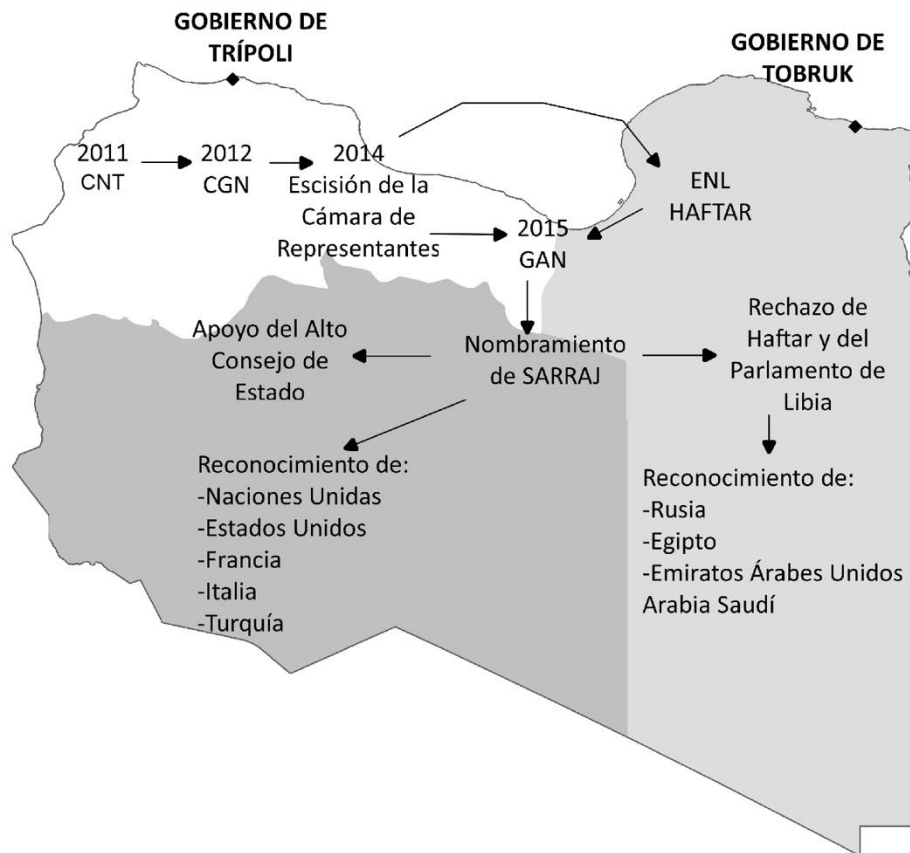 GOBIERNO DE
TRÍPOLI
GOBIERNO DE
TOBRUK
2011
CNT
2012
CGN
2014
Escisión de la
Cámara de
Representantes
2015
GAN
ENL
HAFTAR
Apoyo del Alto
Consejo de
Estado
Nombramiento
de SARRAJ
Rechazo de
Haftar y del
Parlamento de
Libia
Reconocimiento de:
-Naciones Unidas
-Estados Unidos
-Francia
-Italia
-Turquía
Reconocimiento de:
-Rusia
-Egipto
-Emiratos Árabes Unidos
Arabia Saudí